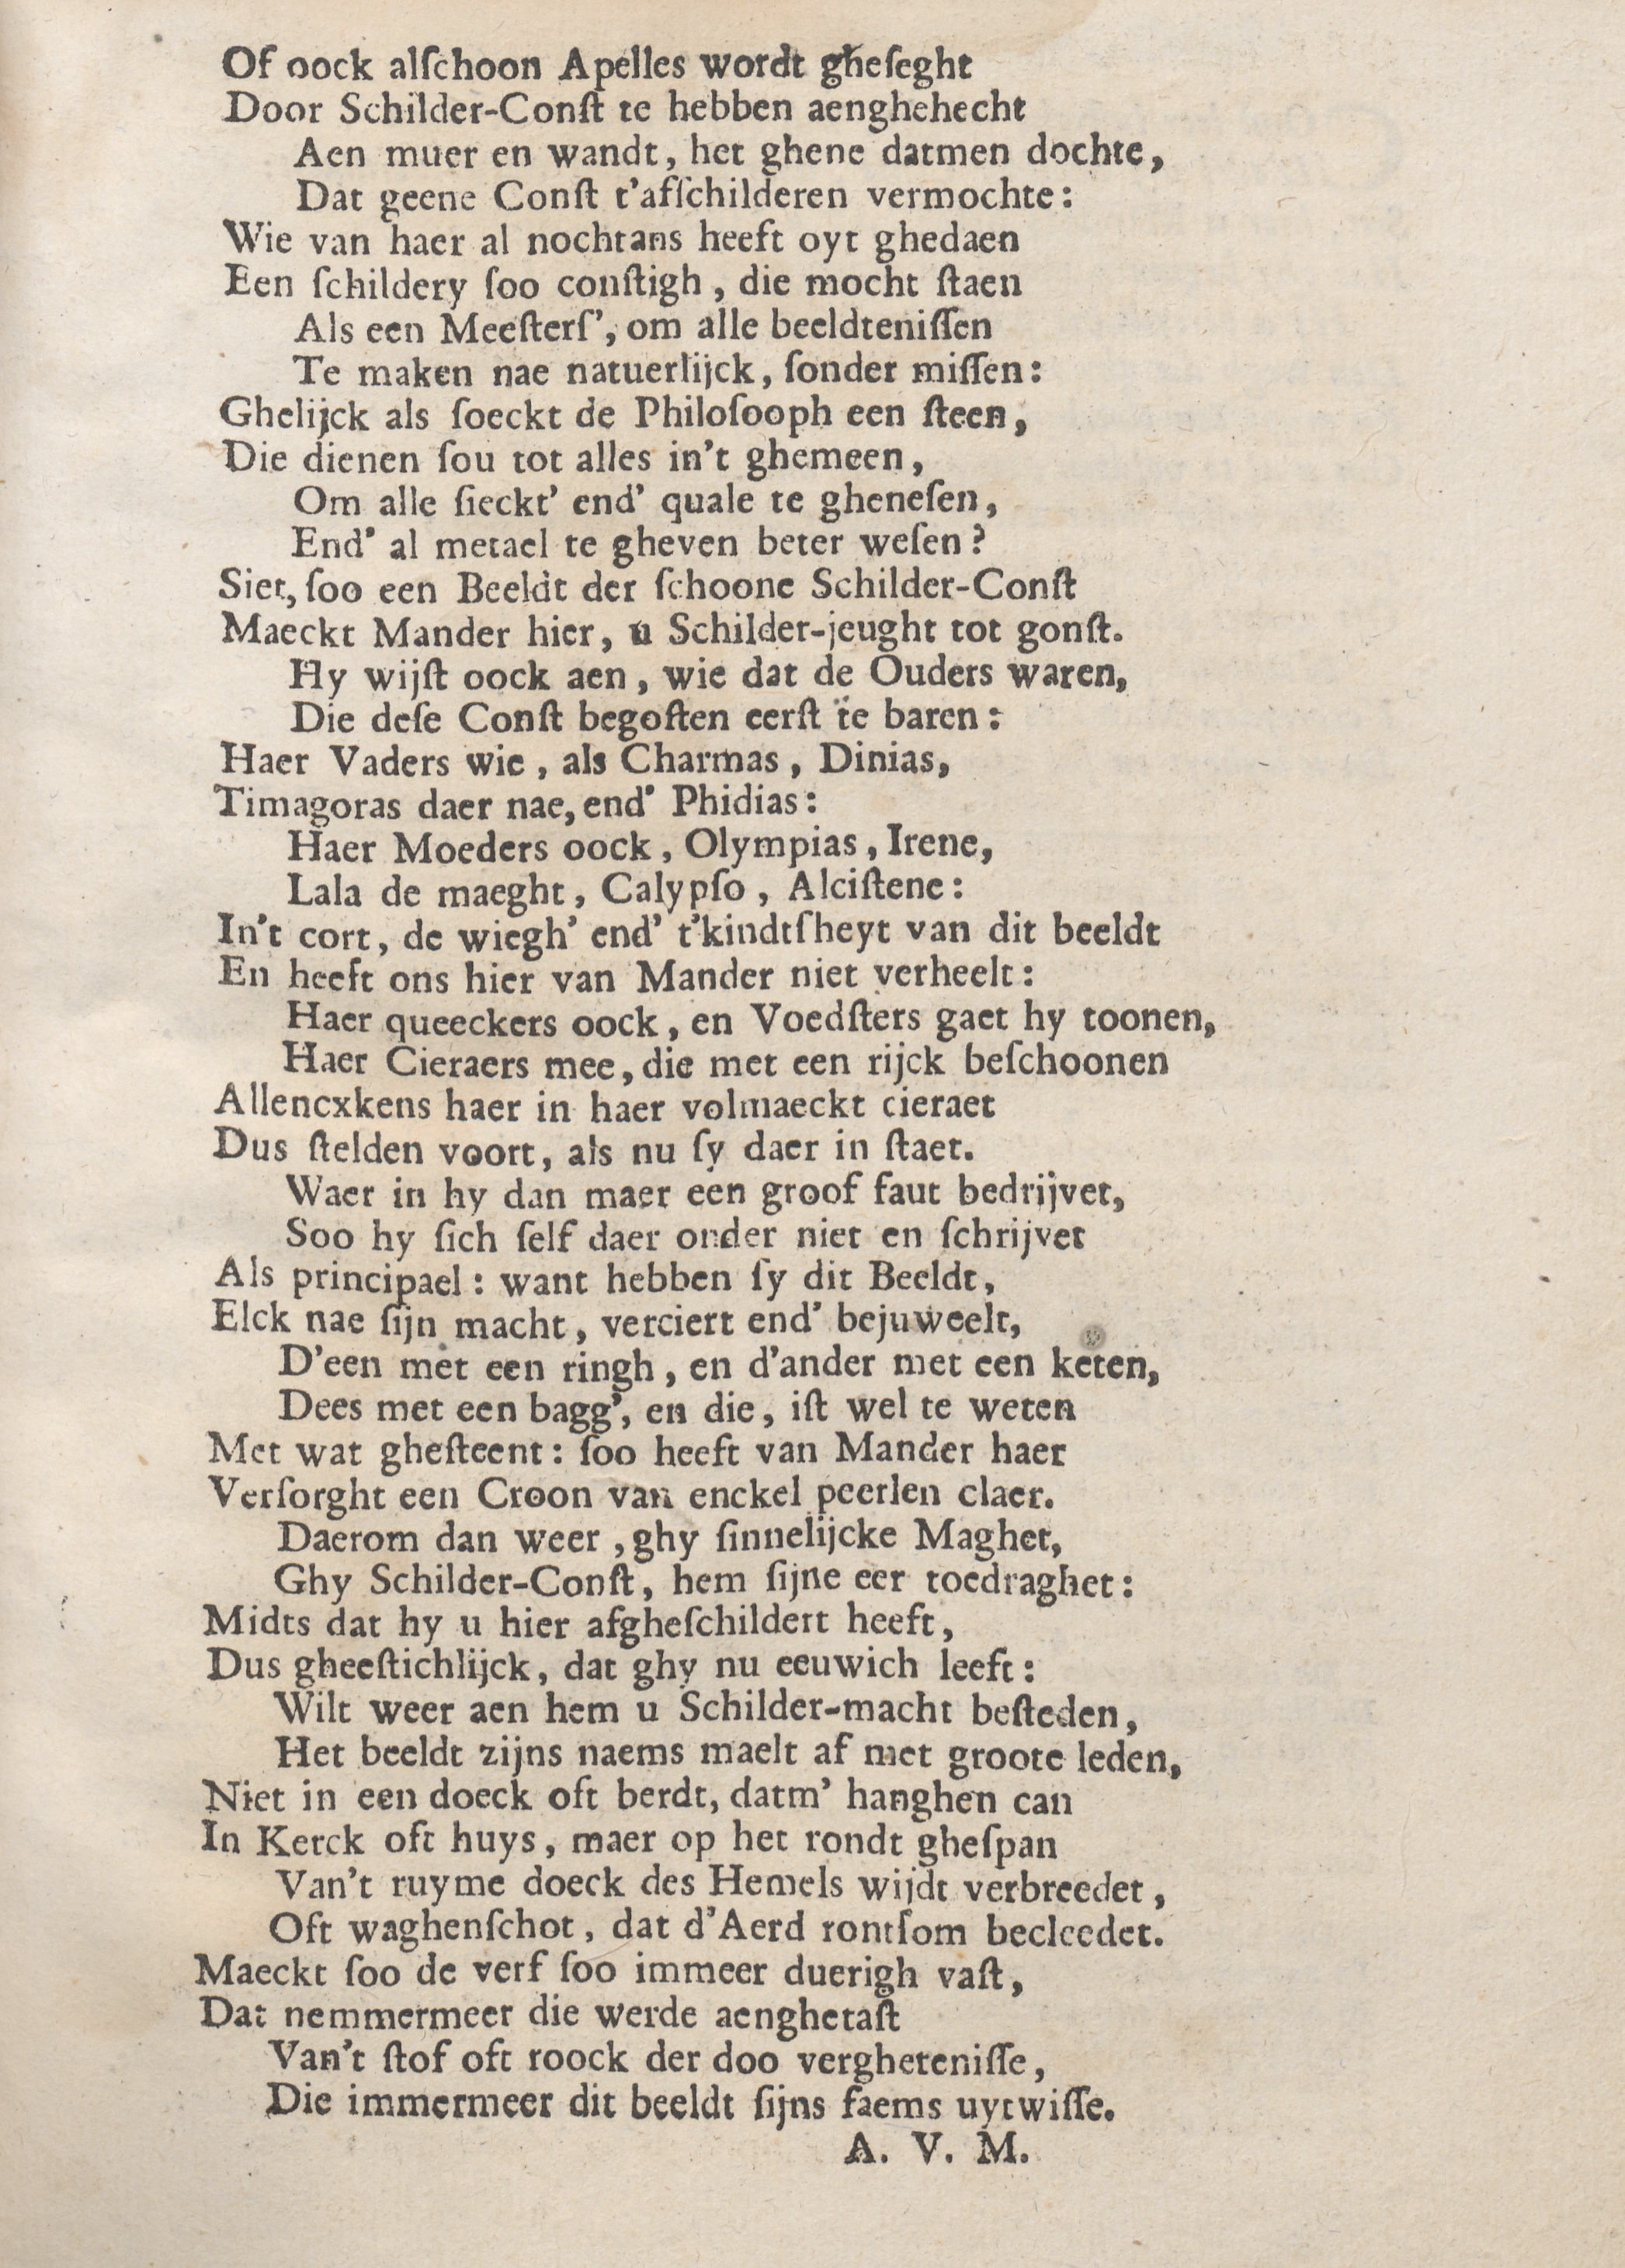 Of oock alſchoon Apelles wordt gheſeght
Door Schilder-Conſt te hebben aenghehecht
Aen muer en wandt, het ghene datmen dochte,
Dat geene Conſt t'afſchilderen vermochte:
Wie van haer al nochtans heeft oyt ghedaen
Een ſchildery ſoo conſtigh, die mocht ſtaen
Als een Meeſterſ', om alle beeldteniſſen
Te maken nae natuerlijck, ſonder miſſen:
Ghelijck als ſoeckt de Philoſooph een ſteen,
Die dienen ſou tot alles in't ghemeen,
Om alle ſieckt' end' quale te gheneſen,
End' al metael te gheven beter weſen?
Siet, ſoo een Beeldt der ſchoone Schilder-Conſt
Maeckt Mander hier, u Schilder-jeught tot gonſt.
Hy wijſt oock aen, wie dat de Ouders waren,
Die deſe Conſt begoſten eerſt te baren:
Haer Vaders wie, als Charmas, Dinias,
Timagoras daer nae, end' Phidias:
Haer Moeders oock, Olympias, Irene,
Lala de maeght, Calypſo, Alciſtene:
In't cort, de wiegh' end' t'kindtſheyt van dit beeldt
En heeft ons hier van Mander niet verheelt:
Haer queeckers oock, en Voedſters gaet hy toonen,
Haer Cieraers mee, die met een rijck beſchoonen
Allencxkens haer in haer volmaeckt cieraet
Dus ſtelden voort, als nu ſy daer in ſtaet.
Waer in hy dan maer een groof faut bedrijvet,
Soo hy ſich ſelf daer onder niet en ſchrijvet
Als principael: want hebben ſy dit Beeldt,
Elck nae ſijn macht, verciert end' bejuweelt,
D'een met een ringh, en d'ander met een keten,
Dees met een bagg', en die, iſt wel te weten
Met wat gheſteent: ſoo heeft van Mander haer
Verſorght een Croon van enckel peerlen claer.
Daerom dan weer, ghy ſinnelijcke Maghet,
Ghy Schilder-Conſt, hem ſijne eer toedraghet:
Midts dat hy u hier afgheſchildert heeft,
Dus gheeſtichlijck, dat ghy nu eeuwich leeft:
Wilt weer aen hem u Schilder-macht beſteden,
Het beeldt zijns naems maelt af met groote leden,
Niet in een doeck oft berdt, datm' hanghen can
In Kerck oft huys, maer op het rondt gheſpan
Van't ruyme doeck des Hemels wijdt verbreedet,
Oft waghenſchot, dat d'Aerd rontſom becleedet.
Maeckt ſoo de verf ſoo immeer duerigh vaſt,
Dat nemmermeer die werde aenghetaſt
Van't ſtof oft roock der doo vergheteniſſe,
Die immermeer dit beeldt ſijns faems uytwiſſe.
A. V. M.